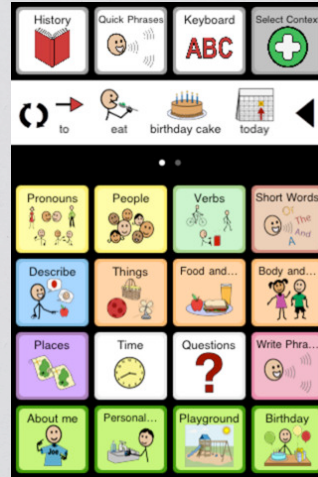 History Quick Phrases Keyboard Select Contex
ABC
to eat birthday cake today
Pronouns People Verbs Short Words
The
And
A
Describe Things Food and... Body and...
Places Time Questions Write Phra...
?
About me Personal... Playground Birthday
Joe